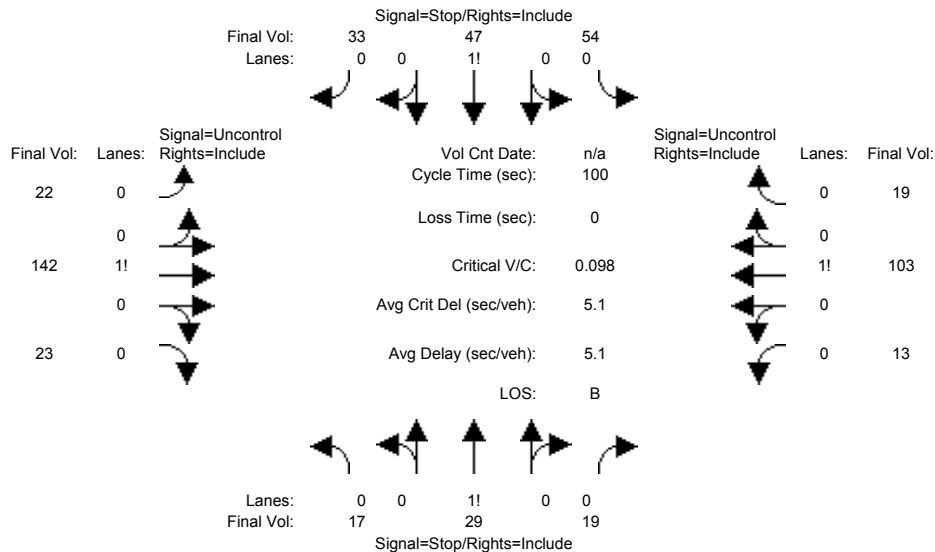 Signal=Stop/Rights=Include
Final Vol: 33 47 54
Lanes: 0 0 1! 0 0
Signal=Uncontrol Signal=Uncontrol
Final Vol: Lanes: Rights=Include Vol Cnt Date: n/a Rights=Include Lanes: Final Vol:
Cycle Time (sec): 100
22 0 0 19
Loss Time (sec): 0
0 0
142 1! Critical V/C: 0.098 1! 103
0 Avg Crit Del (sec/veh): 5.1 0
23 0 Avg Delay (sec/veh): 5.1 0 13
LOS: B
Lanes: 0 0 1! 0 0
Final Vol: 17 29 19
Signal=Stop/Rights=Include